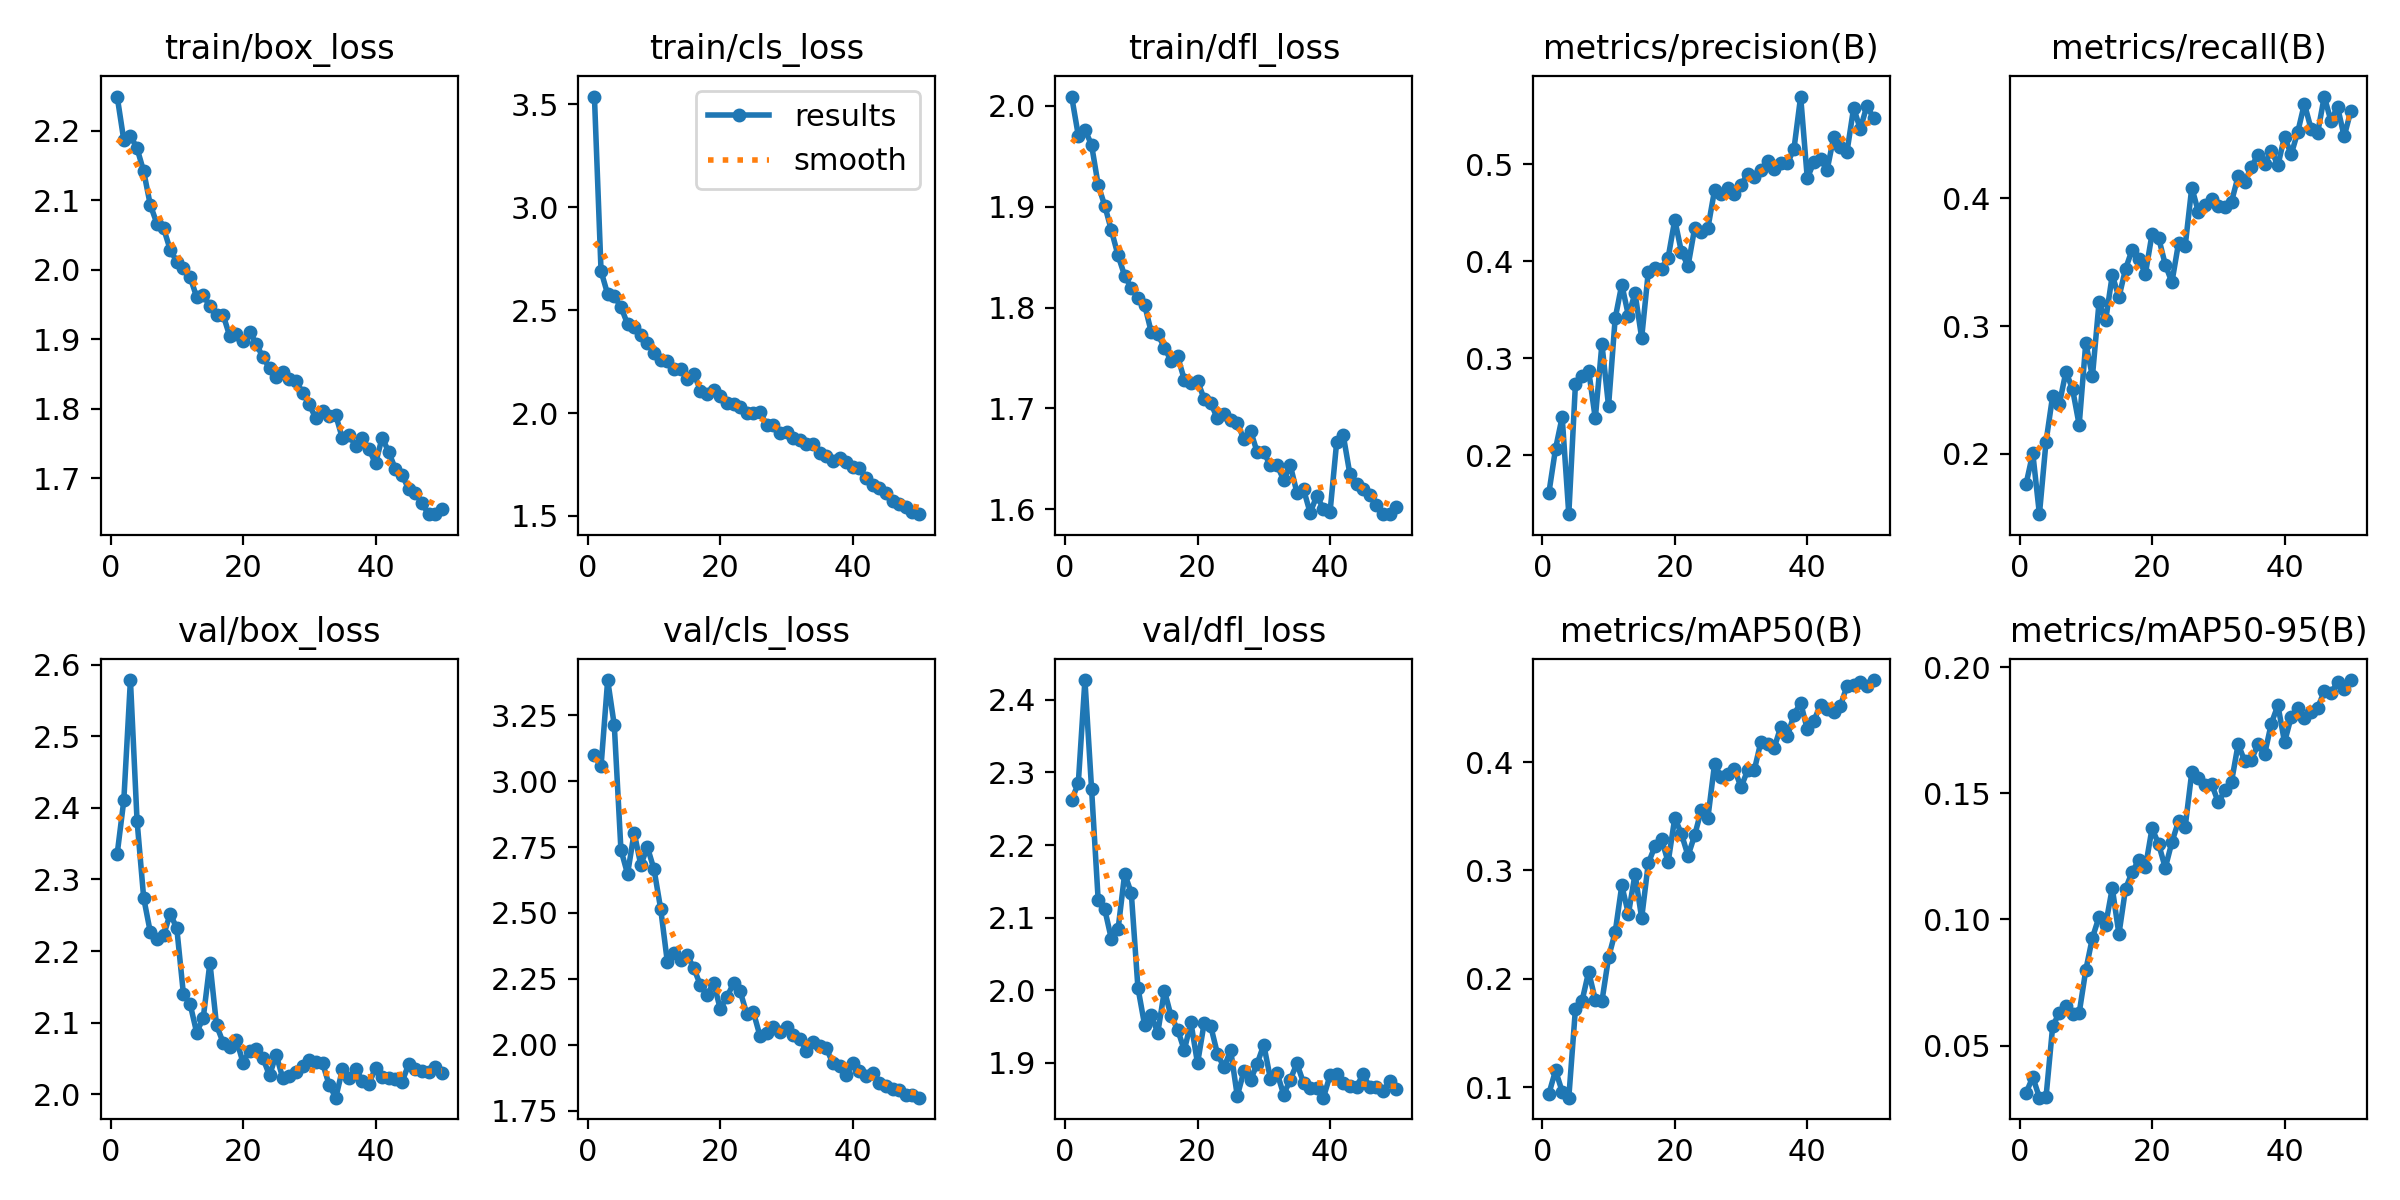 train/box_loss
2.2
2.1
2.0
1.9
1.8
1.7
0 20 40
train/cls_loss
results
smooth
3.5
3.0
2.5
2.0
1.5
0 20 40
train/dfl_loss
2.0
1.9
1.8
1.7
1.6
0 20 40
metrics/precision(B)
0.5
0.4
0.3
0.2
0 20 40
metrics/recall(B)
0.4
0.3
0.2
0 20 40
val/box_loss
2.6
2.5
2.4
2.3
2.2
2.1
2.0
0 20 40
val/cls_loss
3.25
3.00
2.75
2.50
2.25
2.00
1.75
0 20 40
val/dfl_loss
2.4
2.3
2.2
2.1
2.0
1.9
0 20 40
metrics/mAP50(B)
0.4
0.3
0.2
0.1
0 20 40
metrics/mAP50-95(B)
0.20
0.15
0.10
0.05
0 20 40